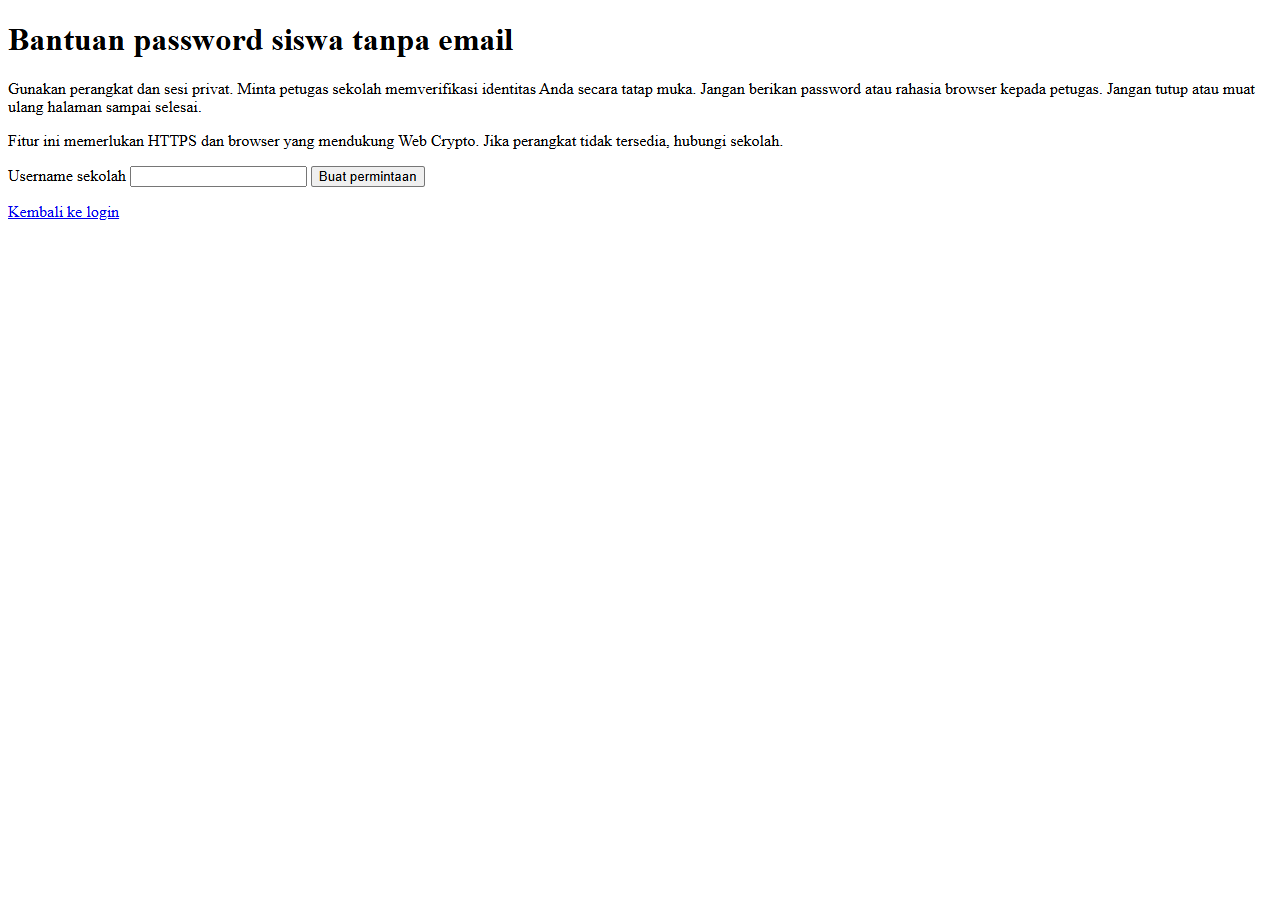 Bantuan password siswa tanpa email
Gunakan perangkat dan sesi privat. Minta petugas sekolah memverifikasi identitas Anda secara tatap muka. Jangan berikan password atau rahasia browser kepada petugas. Jangan tutup atau muat
ulang halaman sampai selesai.
Fitur ini memerlukan HTTPS dan browser yang mendukung Web Crypto. Jika perangkat tidak tersedia, hubungi sekolah.
Username sekolah Buat permintaan
Kembali ke login